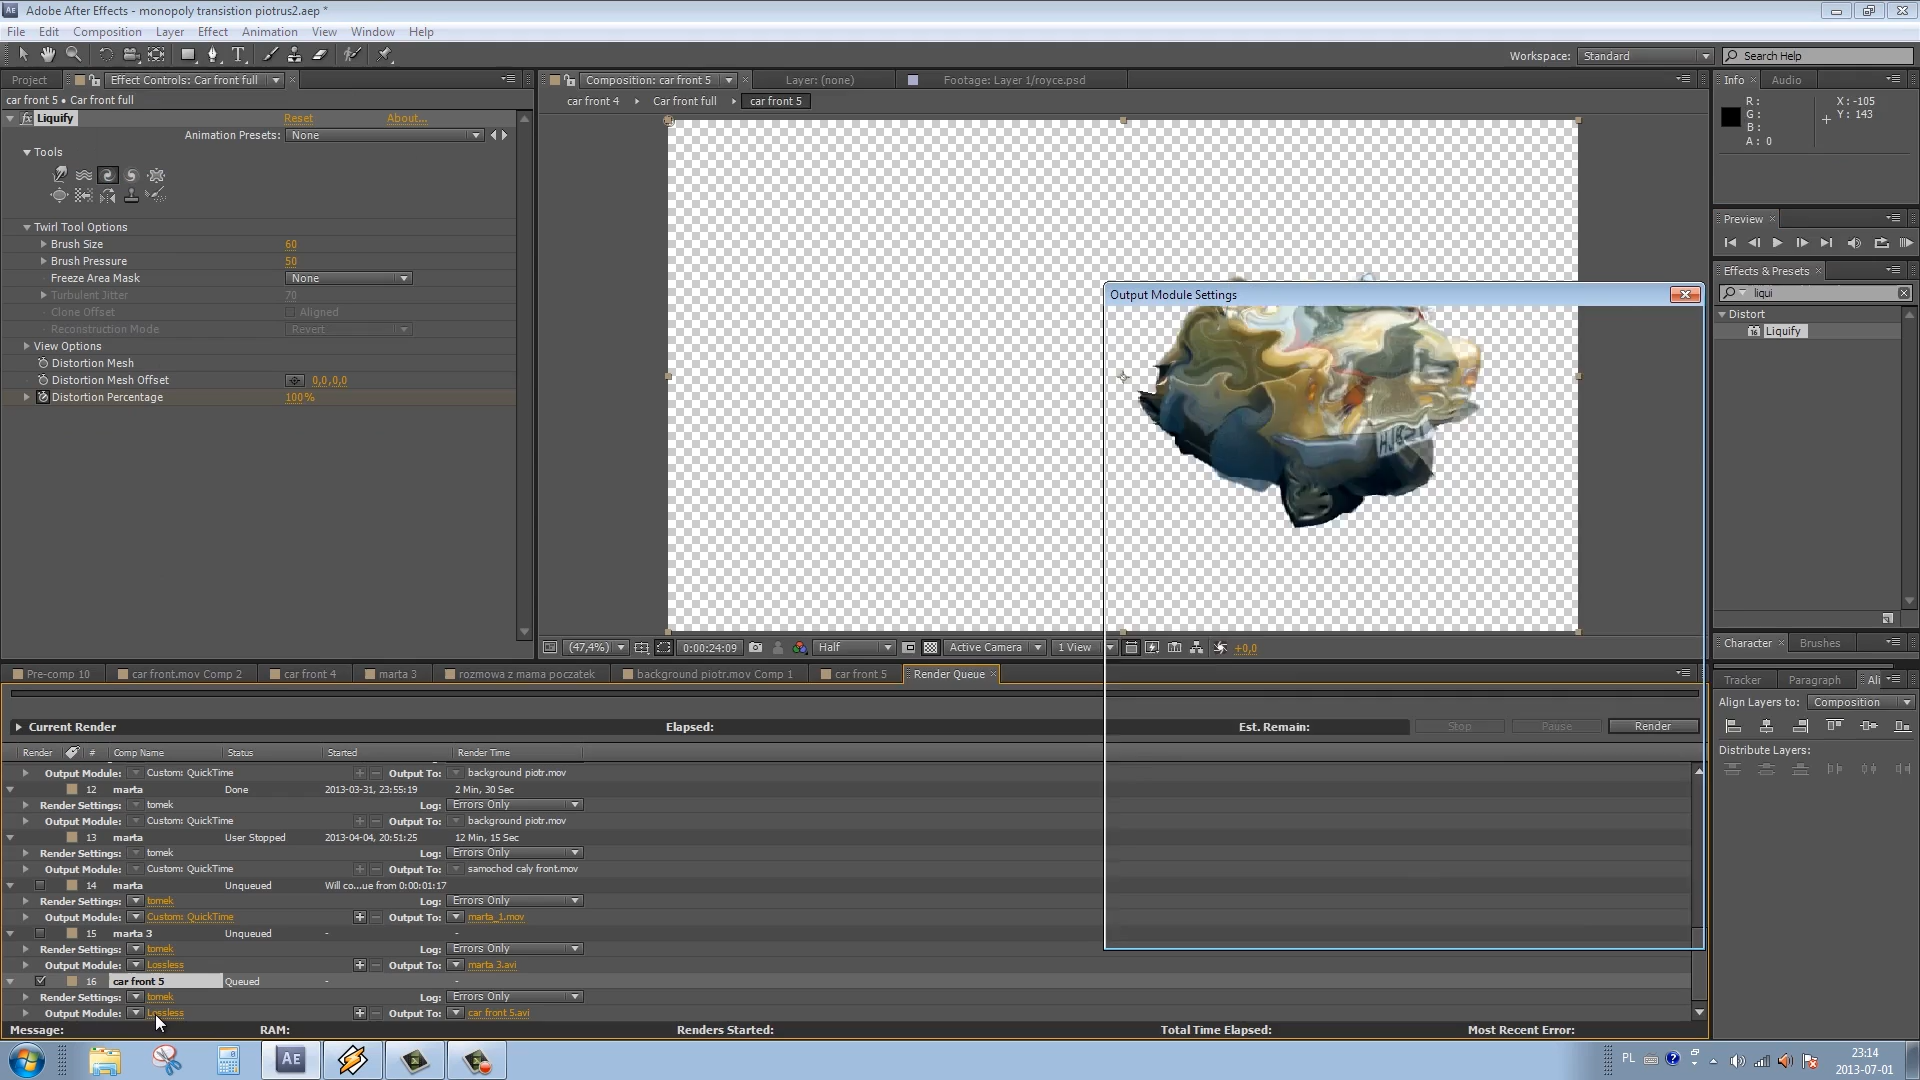 Adobe After Effects - monopoly transistion piotrus2.aep *
File Edit Composition Layer Effect Animation View Window Help
Workspace: Standard Search Help
Project Effect Controls: Car front full
Composition: car front 5 Layer: (none) Footage: Layer 1/royce.psd
Info Audio
car front 5 • Car front full
car front 4 Car front full car front 5
R: X: -105
G: Y: 143
B:
A: 0
fx Liquify Reset About...
Animation Presets: None
Tools
Twirl Tool Options
Brush Size 60
Brush Pressure 50
Freeze Area Mask None
Turbulent Jitter 70
Clone Offset Aligned
Reconstruction Mode Revert
View Options
Distortion Mesh
Distortion Mesh Offset 0,0,0,0
Distortion Percentage 100%
Preview
Effects & Presets
liqui
Distort
Liquify
Output Module Settings
(47,4%) 0:00:24:09 Half Active Camera 1 View +0,0
Character Brushes
Pre-comp 10 car front.mov Comp 2 car front 4 marta 3 rozmowa z mama poczatek background piotr.mov Comp 1 car front 5 Render Queue
Tracker Paragraph Ali
Align Layers to: Composition
Distribute Layers:
Current Render Elapsed: Est. Remain: Stop Pause Render
Render # Comp Name Status Started Render Time
Output Module: Custom: QuickTime Output To: background piotr.mov
12 marta Done 2013-03-31, 23:55:19 2 Min, 30 Sec
Render Settings: tomek Log: Errors Only
Output Module: Custom: QuickTime Output To: background piotr.mov
13 marta User Stopped 2013-04-04, 20:51:25 12 Min, 15 Sec
Render Settings: tomek Log: Errors Only
Output Module: Custom: QuickTime Output To: samochod caly front.mov
14 marta Unqueued Will co...ue from 0:00:01:17
Render Settings: tomek Log: Errors Only
Output Module: Custom: QuickTime Output To: marta_1.mov
15 marta 3 Unqueued - -
Render Settings: tomek Log: Errors Only
Output Module: Lossless Output To: marta 3.avi
16 car front 5 Queued - -
Render Settings: tomek Log: Errors Only
Output Module: Lossless Output To: car front 5.avi
Message: RAM: Renders Started: Total Time Elapsed: Most Recent Error:
AE
PL 23:14
2013-07-01